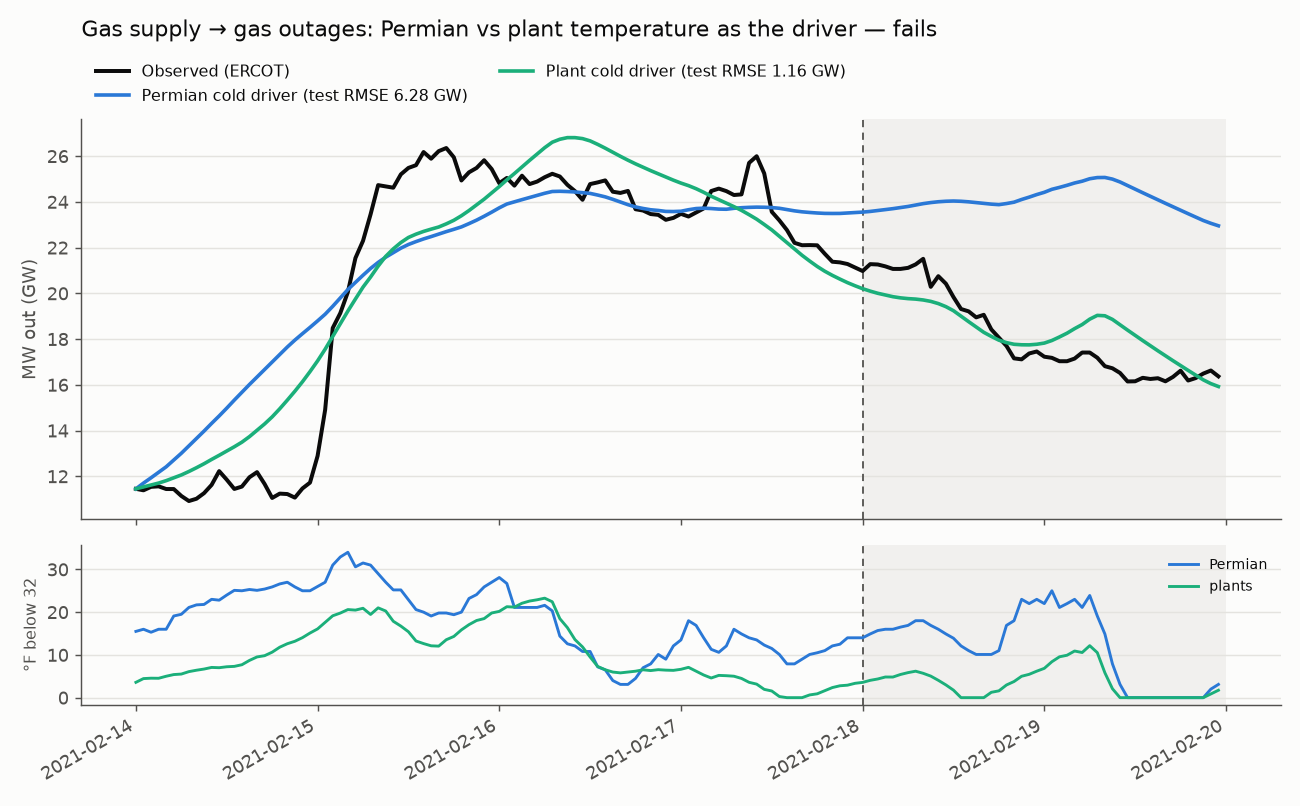 Gas supply → gas outages: Permian vs plant temperature as the driver — fails
Observed (ERCOT)
Permian cold driver (test RMSE 6.28 GW)
Plant cold driver (test RMSE 1.16 GW)
MW out (GW)
26
24
22
20
18
16
14
12
°F below 32
30
20
10
0
Permian
plants
2021-02-14
2021-02-15
2021-02-16
2021-02-17
2021-02-18
2021-02-19
2021-02-20